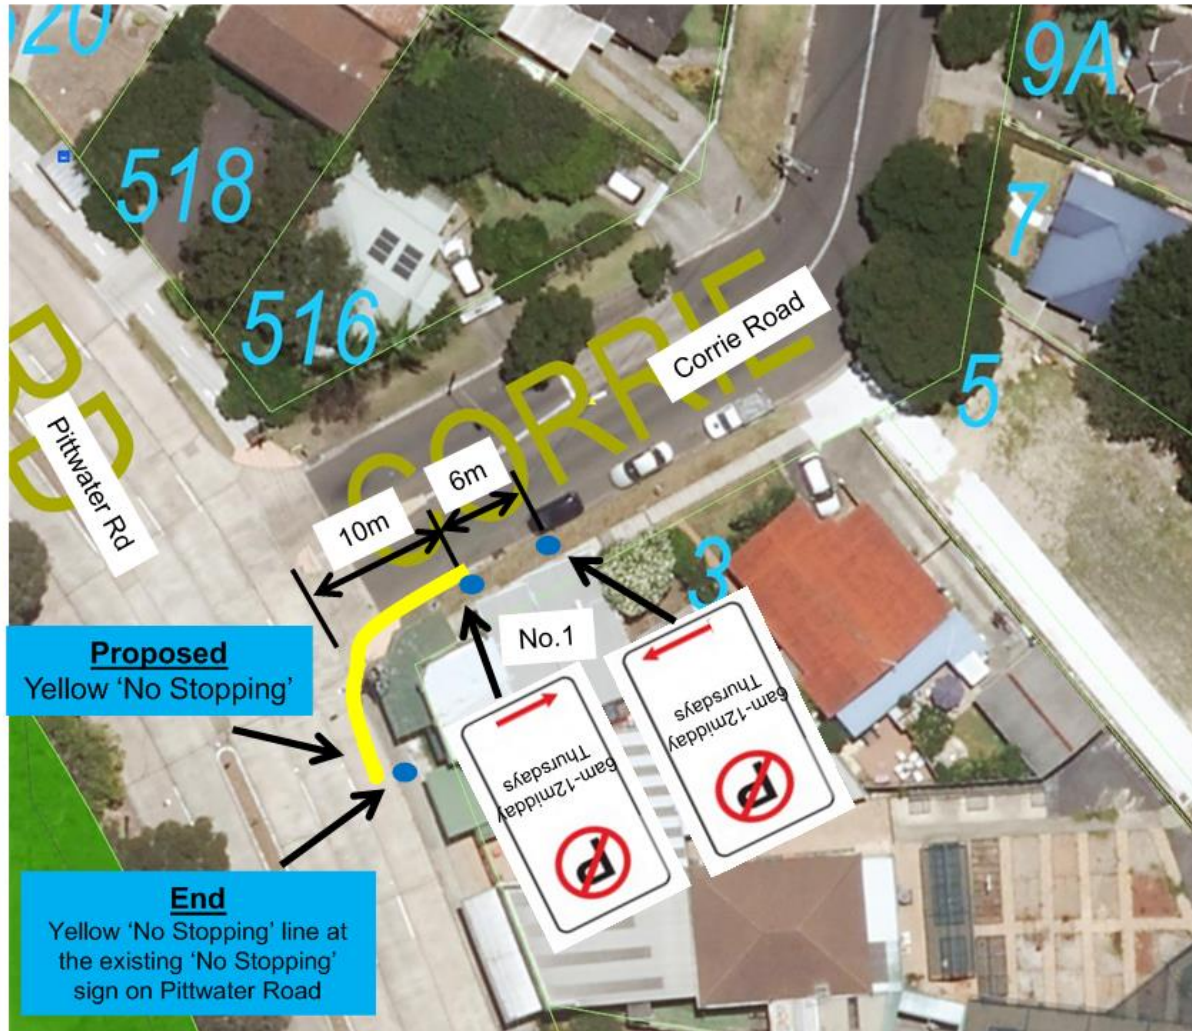 520
9A
518
7
516
CORRIE
Corrie Road
5
Pittwater Rd
6m
10m
3
No.1
Proposed
Yellow ‘No Stopping’
6am-12midday
Thursdays
P
6am-12midday
Thursdays
P
End
Yellow ‘No Stopping’ line at
the existing ‘No Stopping’
sign on Pittwater Road